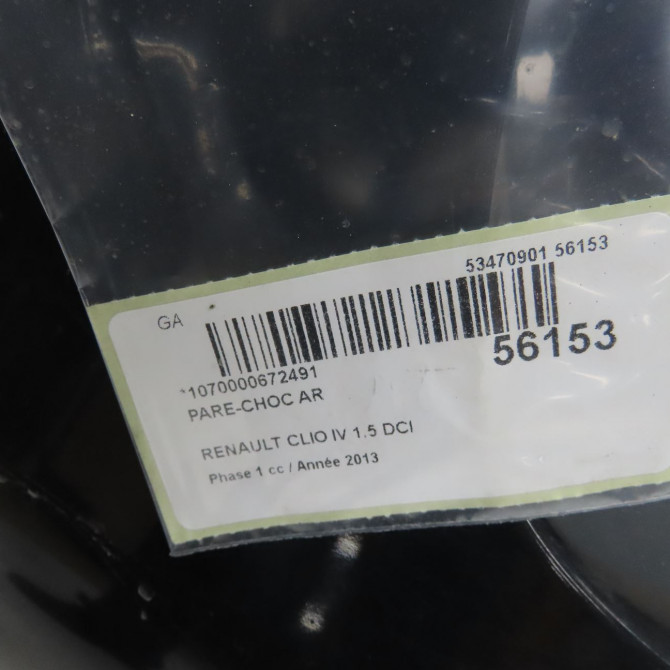 53470901 56153
GA
56153
*1070000672491
PARE-CHOC AR
RENAULT CLIO IV 1.5 DCI
Phase 1 cc / Année 2013